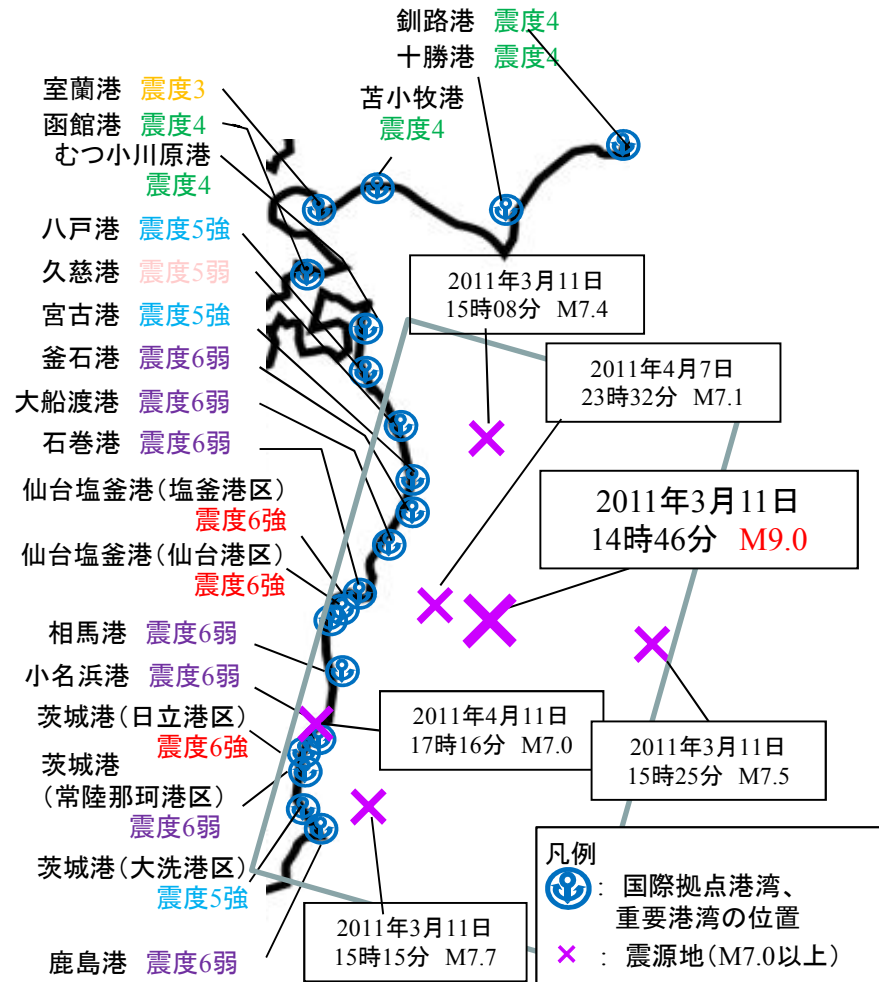 釧路港 震度4
十勝港 震度4
苫小牧港
震度4
室蘭港 震度3
函館港 震度4
むつ小川原港
震度4
八戸港 震度5強
久慈港 震度5弱
宮古港 震度5強
釜石港 震度6弱
大船渡港 震度6弱
石巻港 震度6弱
仙台塩釜港(塩釜港区)
震度6強
仙台塩釜港(仙台港区)
震度6強
相馬港 震度6弱
小名浜港 震度6弱
茨城港(日立港区)
震度6強
茨城港
(常陸那珂港区)
震度6弱
茨城港(大洗港区)
震度5強
鹿島港 震度6弱
2011年3月11日
15時08分 M7.4
2011年4月7日
23時32分 M7.1
2011年3月11日
14時46分 M9.0
2011年4月11日
17時16分 M7.0
2011年3月11日
15時25分 M7.5
2011年3月11日
15時15分 M7.7
凡例
: 国際拠点港湾、
重要港湾の位置
: 震源地(M7.0以上)